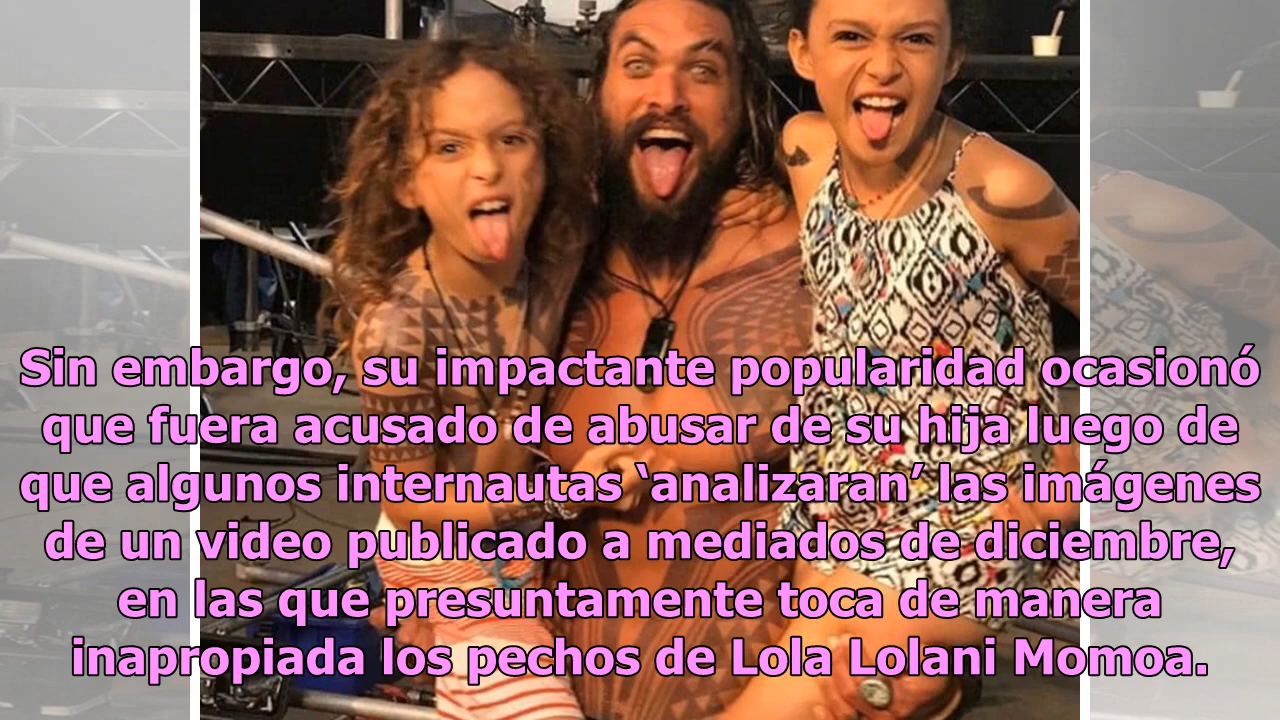 Sin embargo, su impactante popularidad ocasionó
que fuera acusado de abusar de su hija luego de
que algunos internautas ‘analizaran’ las imágenes
de un video publicado a mediados de diciembre,
en las que presuntamente toca de manera
inapropiada los pechos de Lola Lolani Momoa.